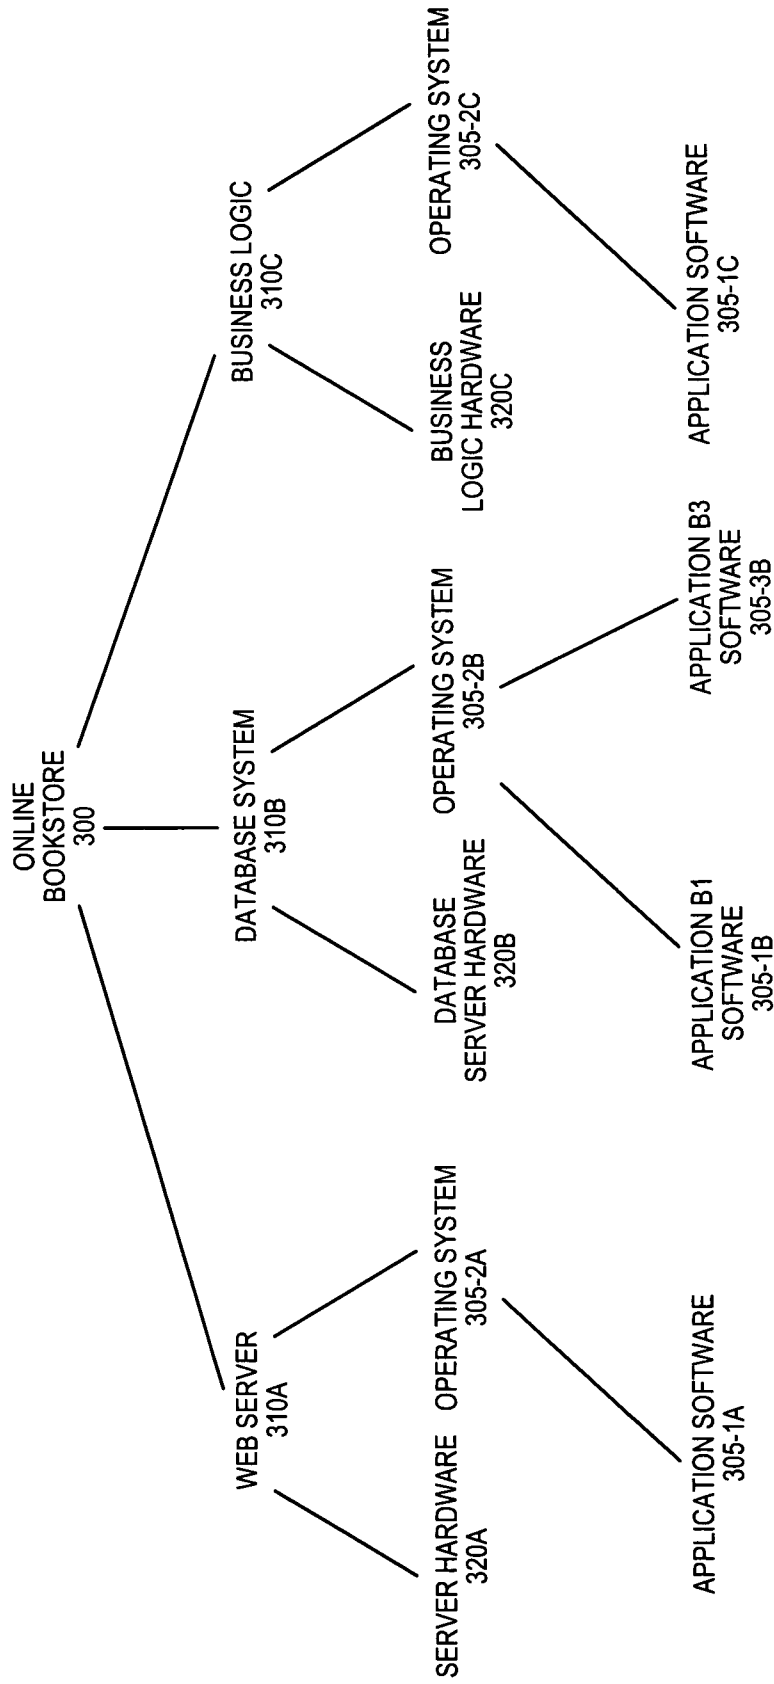 ONLINE
BOOKSTORE
300
WEB SERVER
310A
DATABASE SYSTEM
310B
BUSINESS LOGIC
310C
SERVER HARDWARE
320A
OPERATING SYSTEM
305-2A
DATABASE
SERVER HARDWARE
320B
OPERATING SYSTEM
305-2B
BUSINESS
LOGIC HARDWARE
320C
OPERATING SYSTEM
305-2C
APPLICATION SOFTWARE
305-1A
APPLICATION B1
SOFTWARE
305-1B
APPLICATION B3
SOFTWARE
305-3B
APPLICATION SOFTWARE
305-1C